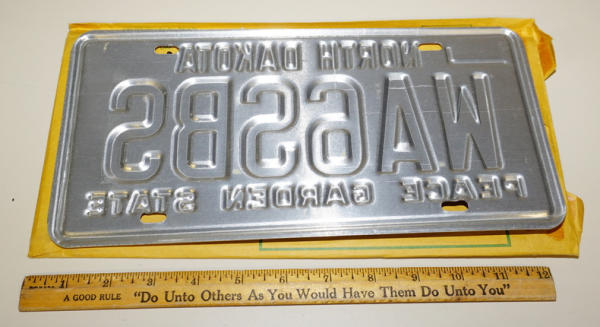 NORTH DAKOTA
WA6SBS
PEACE GARDEN STATE
1 2 3 4 5 6 7 8 9 10 11 12
A GOOD RULE "Do Unto Others As You Would Have Them Do Unto You"